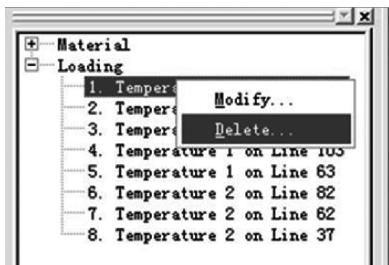 Material
Loading
1. Tempera
Modify...
2. Tempera
Delete...
3. Tempera
4. Temperature 1 on Line 103
5. Temperature 1 on Line 63
6. Temperature 2 on Line 82
7. Temperature 2 on Line 62
8. Temperature 2 on Line 37